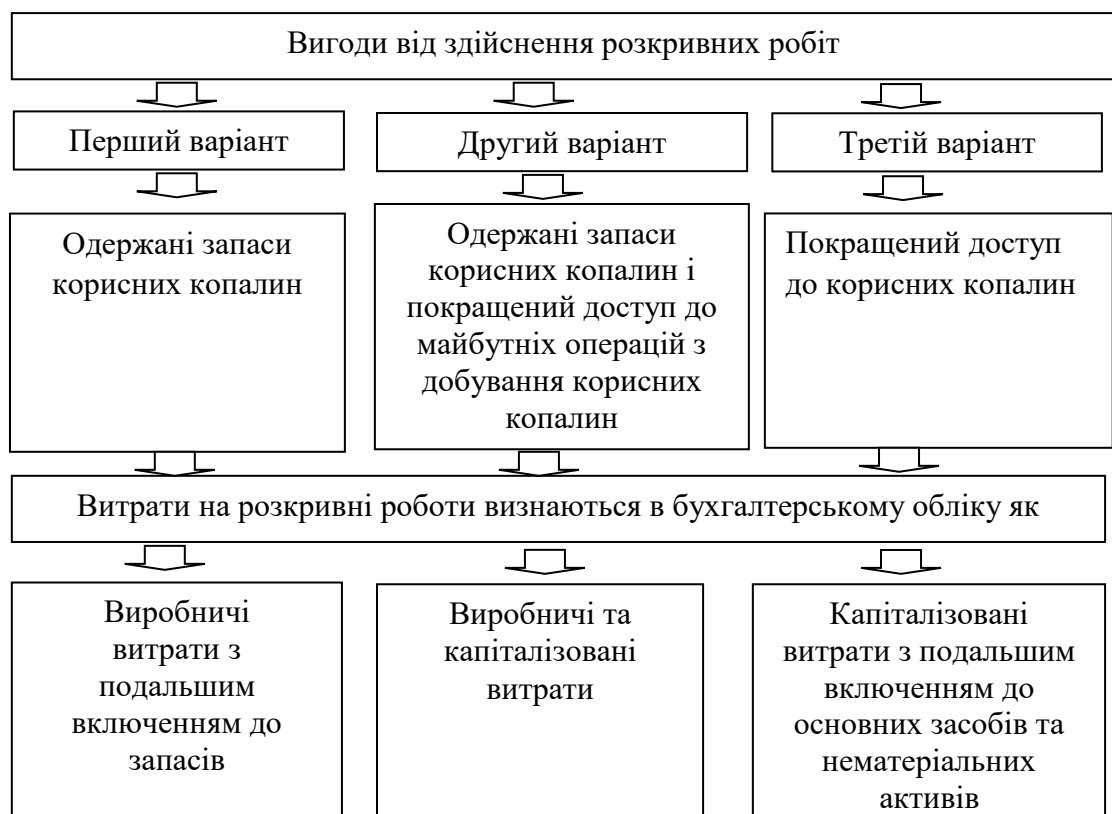 Вигоди від здійснення розкривних робіт
Перший варіант
Другий варіант
Третій варіант
Одержані запаси
корисних копалин
Одержані запаси
корисних копалин і
покращений доступ до
майбутніх операцій з
добування корисних
копалин
Покращений доступ
до корисних копалин
Витрати на розкривні роботи визнаються в бухгалтерському обліку як
Виробничі
витрати з
подальшим
включенням до
запасів
Виробничі та
капіталізовані
витрати
Капіталізовані
витрати з подальшим
включенням до
основних засобів та
нематеріальних
активів